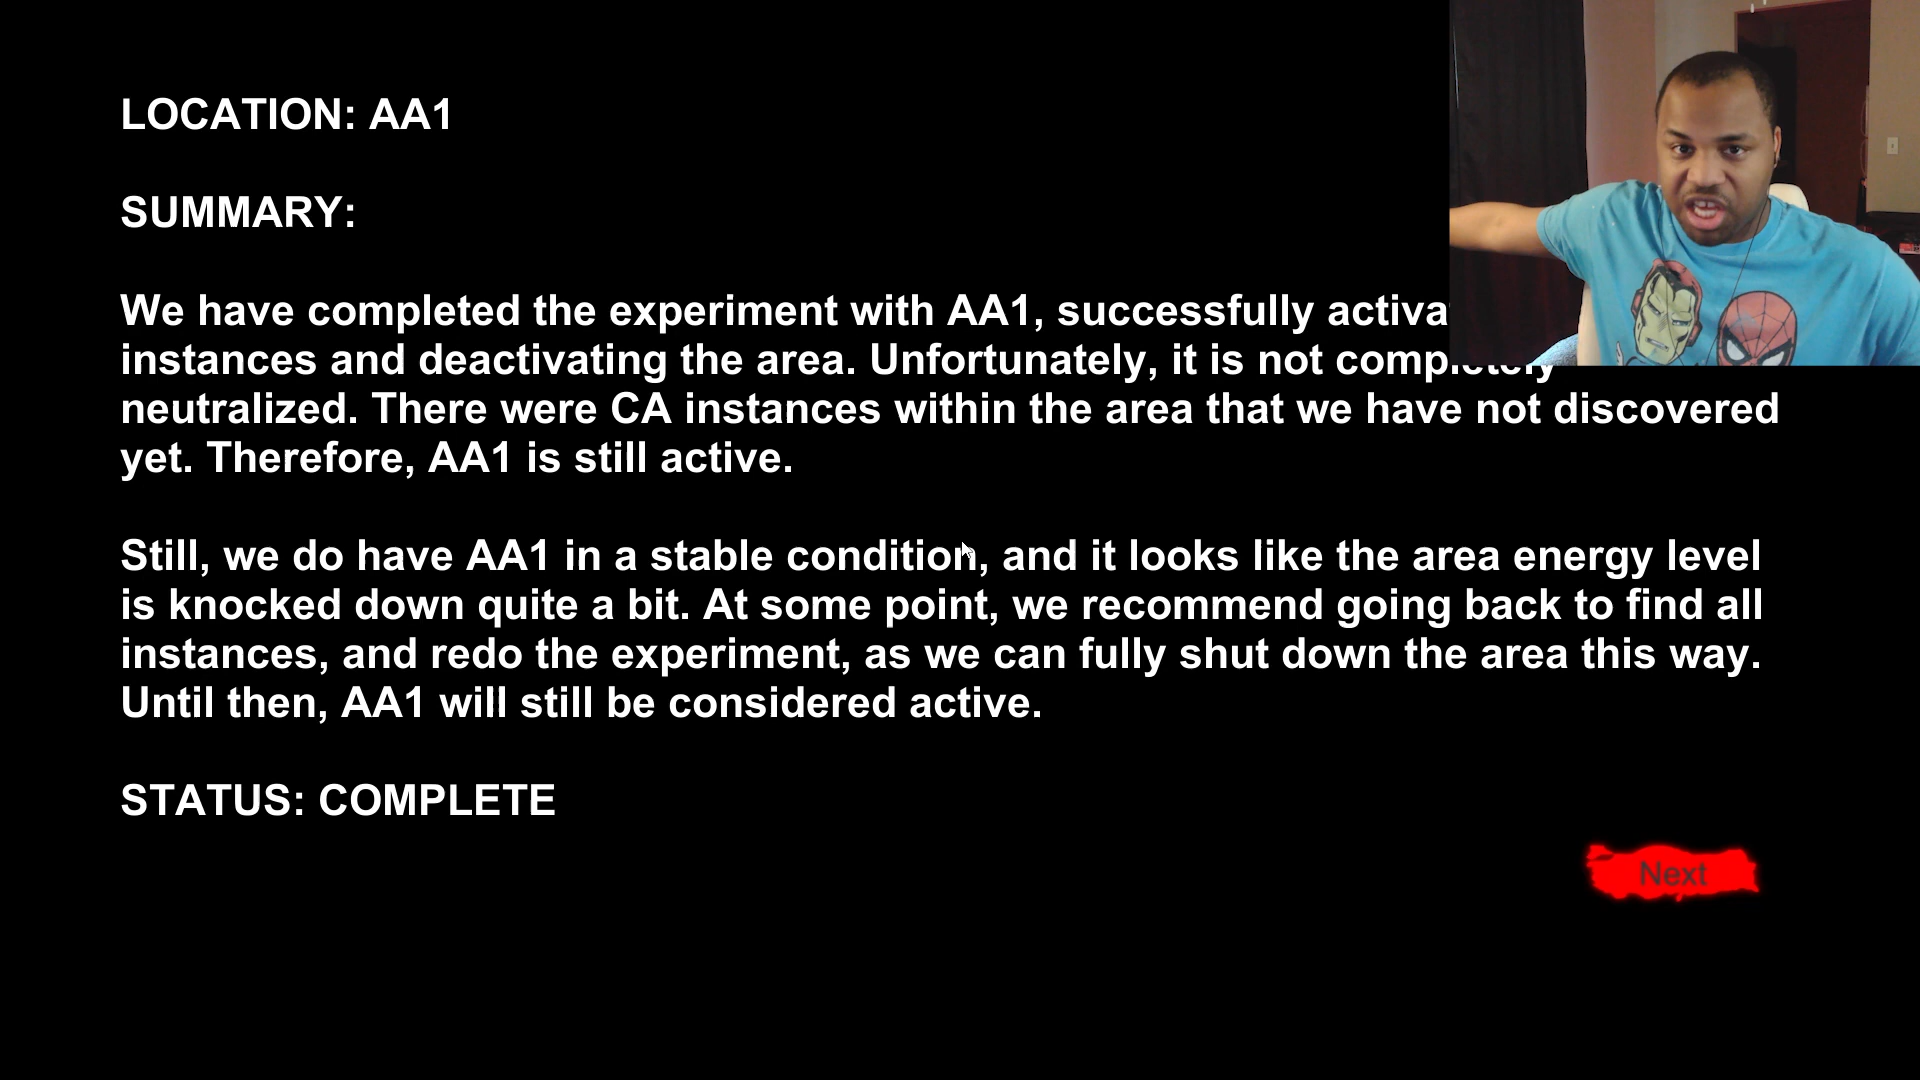 LOCATION: AA1
SUMMARY:
We have completed the experiment with AA1, successfully
instances and deactivating the area. Unfortunately, it is not completely
neutralized. There were CA instances within the area that we have not discovered
yet. Therefore, AA1 is still active.
Still, we do have AA1 in a stable condition, and it looks like the area energy level
is knocked down quite a bit. At some point, we recommend going back to find all
instances, and redo the experiment, as we can fully shut down the area this way.
Until then, AA1 will still be considered active.
STATUS: COMPLETE
Next